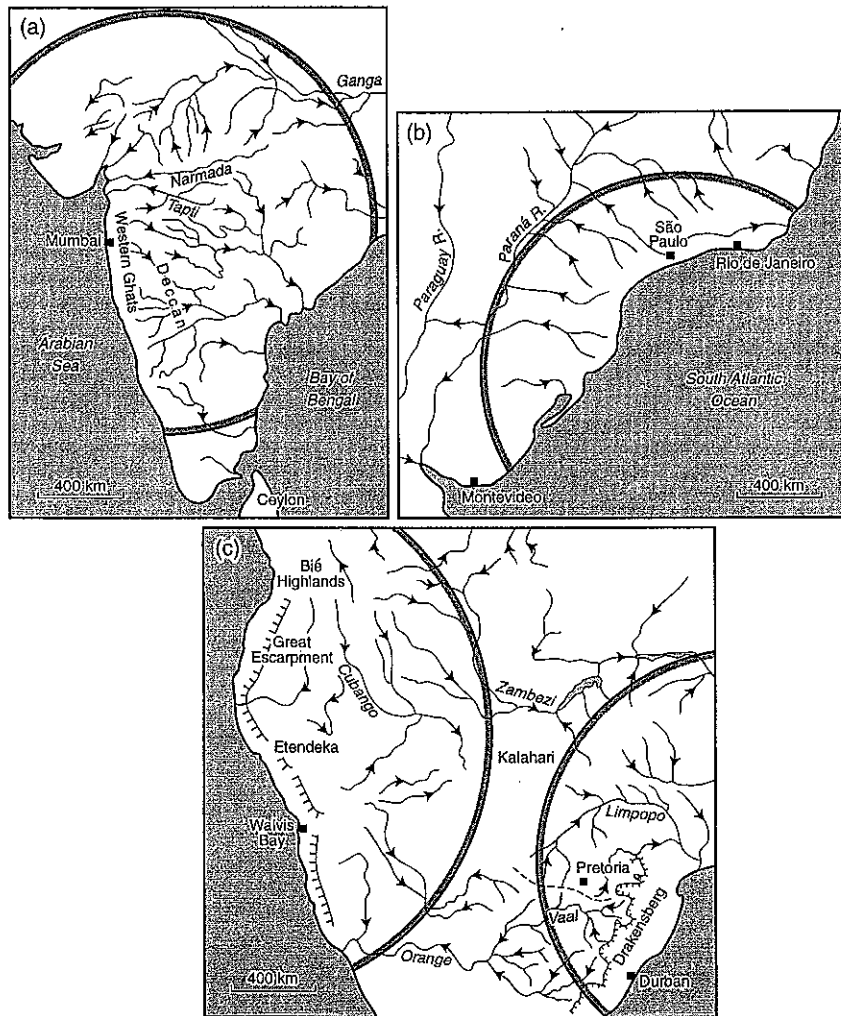 (a)
Ganga
Narmada
Tapti
Mumbai
Western Ghats
Deccan
Arabian
Sea
Bay of
Bengal
400 km
Ceylon
(b)
Paraguay R.
Paraná R.
São
Paulo
Rio de Janeiro
South Atlantic
Ocean
Montevideo
400 km
(c)
Bié
Highlands
Great
Escarpment
Cubango
Zambezi
Etendeka
Kalahari
Walvis
Bay
Limpopo
Pretoria
Vaal
Drakensberg
Orange
400 km
Durban